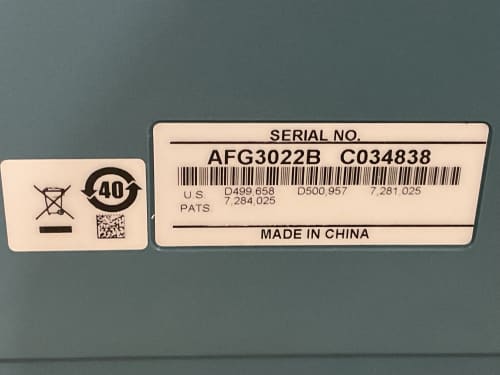 SERIAL NO.
AFG3022B C034838
U.S. D499,658 D500,957 7,281,025
PATS. 7,284,025
MADE IN CHINA
40